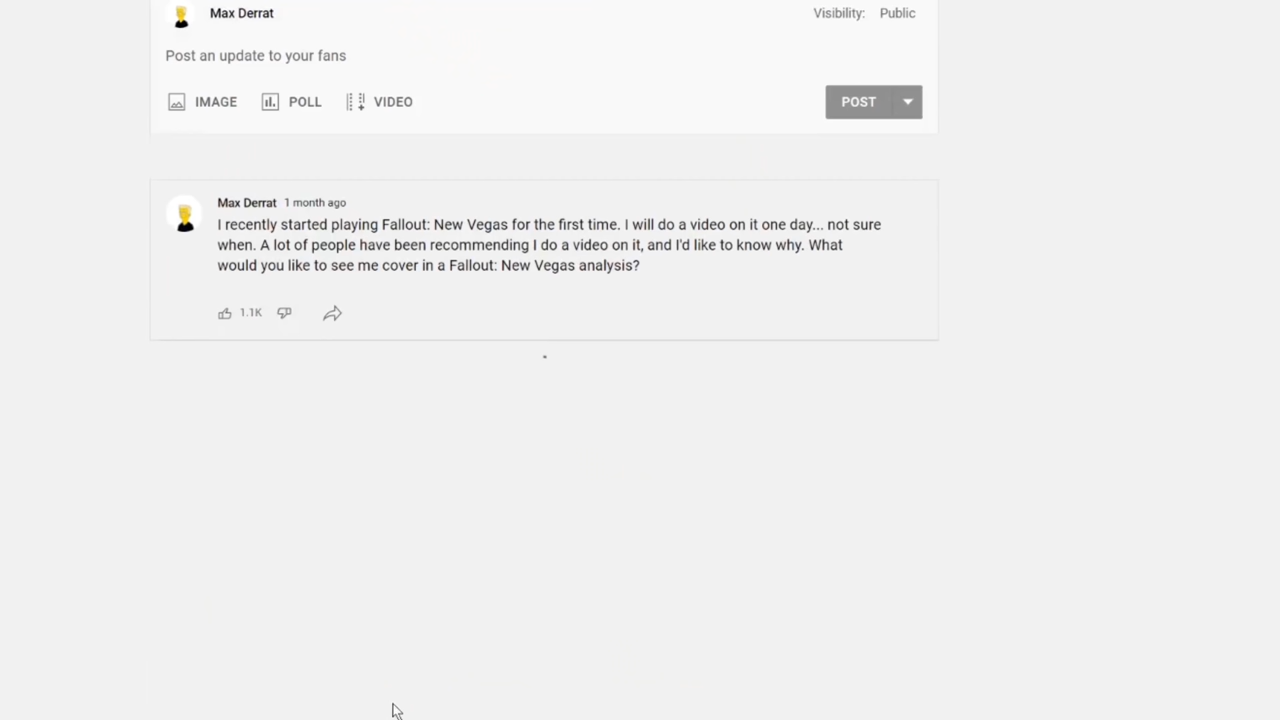 Max Derrat
Visibility: Public
Post an update to your fans
IMAGE POLL VIDEO
POST
Max Derrat 1 month ago
I recently started playing Fallout: New Vegas for the first time. I will do a video on it one day... not sure
when. A lot of people have been recommending I do a video on it, and I'd like to know why. What
would you like to see me cover in a Fallout: New Vegas analysis?
1.1K